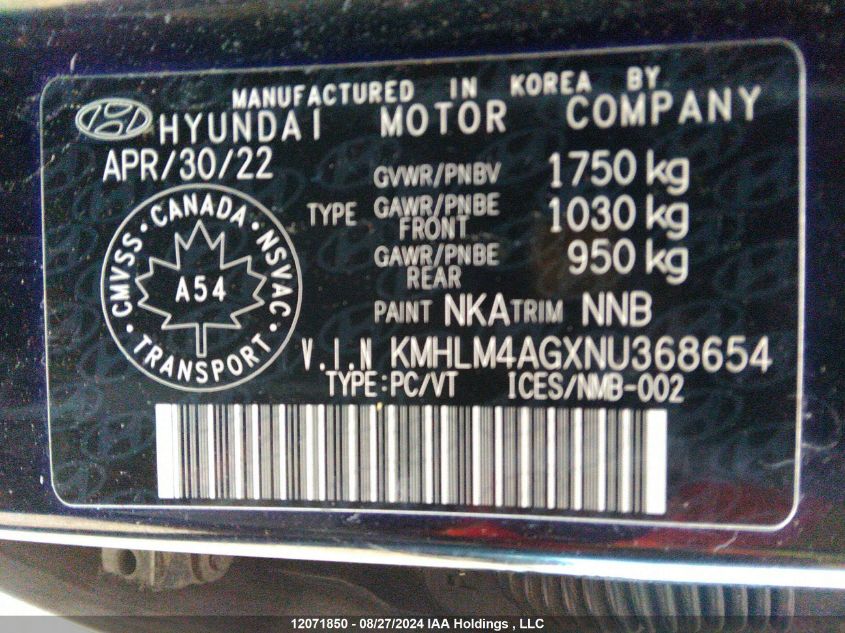 MANUFACTURED IN KOREA BY
HYUNDAI MOTOR COMPANY
APR/30/22
GVWR/PNBV 1750 kg
TYPE GAWR/PNBE FRONT 1030 kg
GAWR/PNBE REAR 950 kg
CMVSS · CANADA · NSVAC · TRANSPORT ·
A54
PAINT NKA TRIM NNB
V.I.N KMHLM4AGXNU368654
TYPE:PC/VT ICES/NMB-002
12071850 - 08/27/2024 IAA Holdings , LLC